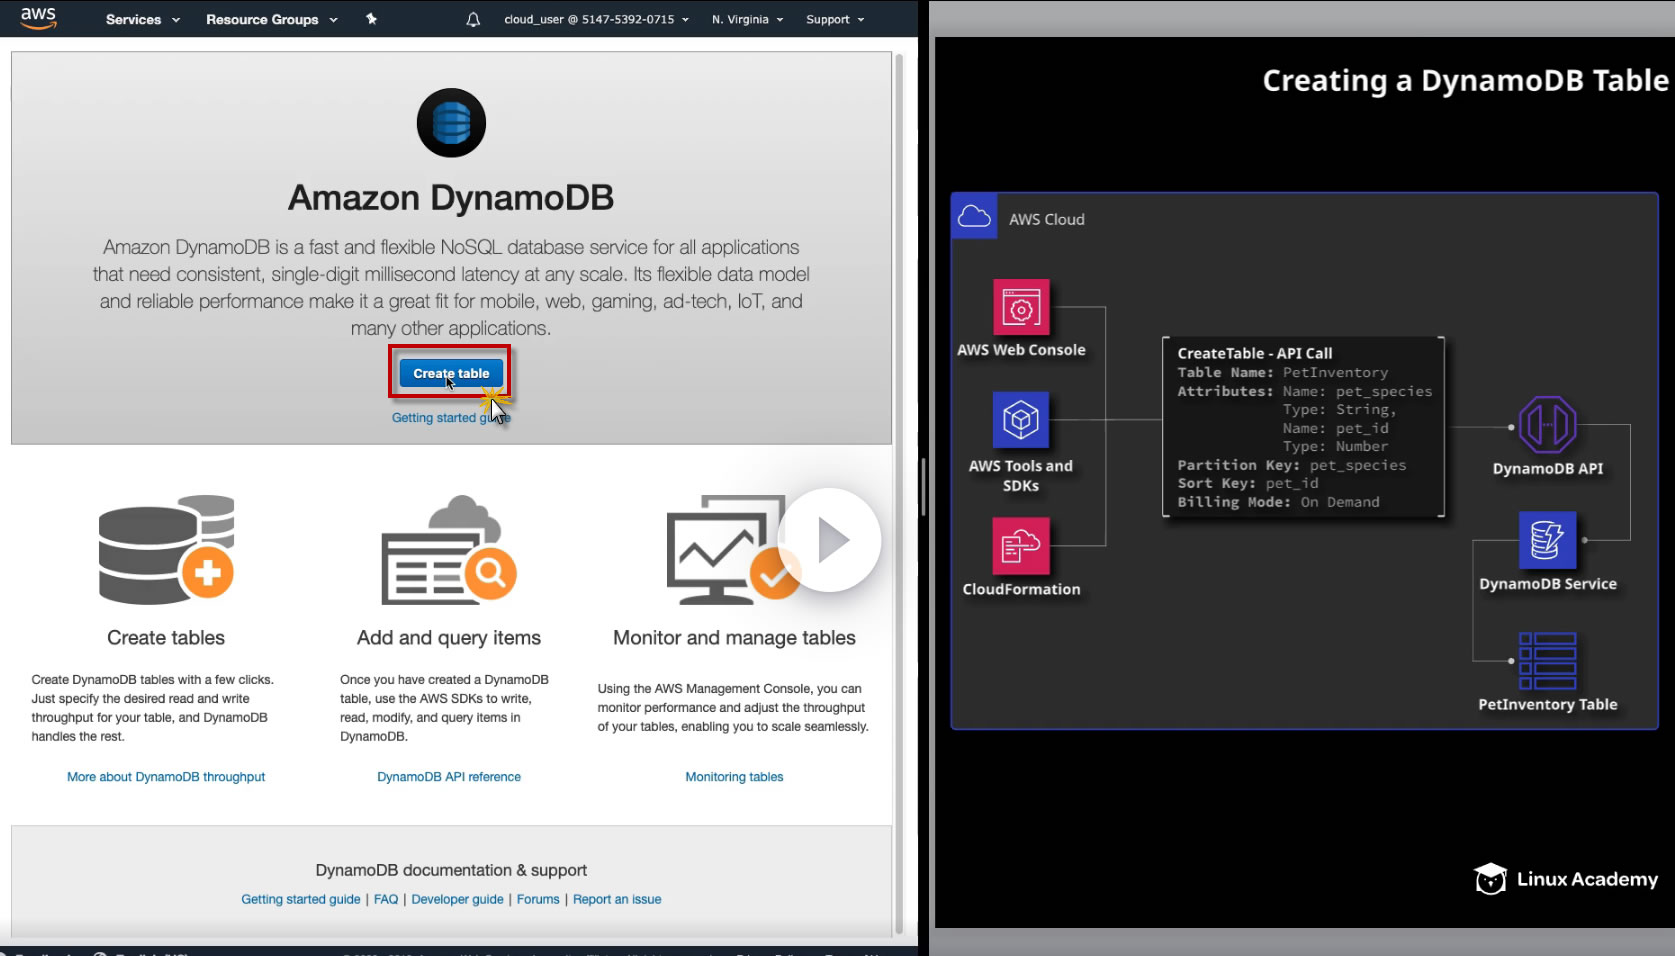 aws
Services
Resource Groups
cloud_user @ 5147-5392-0715
N. Virginia
Support
Amazon DynamoDB
Amazon DynamoDB is a fast and flexible NoSQL database service for all applications
that need consistent, single-digit millisecond latency at any scale. Its flexible data model
and reliable performance make it a great fit for mobile, web, gaming, ad-tech, IoT, and
many other applications.
Create table
Getting started guide
Create tables
Create DynamoDB tables with a few clicks.
Just specify the desired read and write
throughput for your table, and DynamoDB
handles the rest.
More about DynamoDB throughput
Add and query items
Once you have created a DynamoDB
table, use the AWS SDKs to write,
read, modify, and query items in
DynamoDB.
DynamoDB API reference
Monitor and manage tables
Using the AWS Management Console, you can
monitor performance and adjust the throughput
of your tables, enabling you to scale seamlessly.
Monitoring tables
DynamoDB documentation & support
Getting started guide | FAQ | Developer guide | Forums | Report an issue
Creating a DynamoDB Table
AWS Cloud
AWS Web Console
AWS Tools and
SDKs
CloudFormation
CreateTable - API Call
Table Name: PetInventory
Attributes: Name: pet_species
Type: String,
Name: pet_id
Type: Number
Partition Key: pet_species
Sort Key: pet_id
Billing Mode: On Demand
DynamoDB API
DynamoDB Service
PetInventory Table
Linux Academy